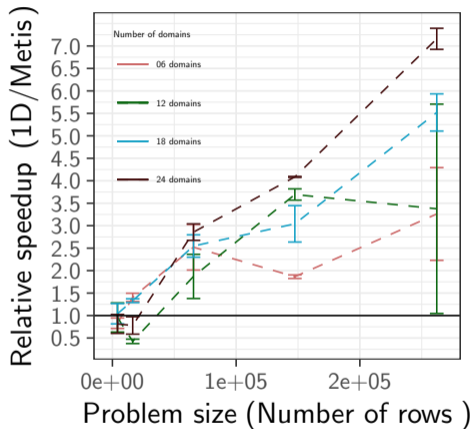 Relative speedup (1D/Metis)
Number of domains
06 domains
12 domains
18 domains
24 domains
7.0
6.5
6.0
5.5
5.0
4.5
4.0
3.5
3.0
2.5
2.0
1.5
1.0
0.5
0e+00 1e+05 2e+05
Problem size (Number of rows )